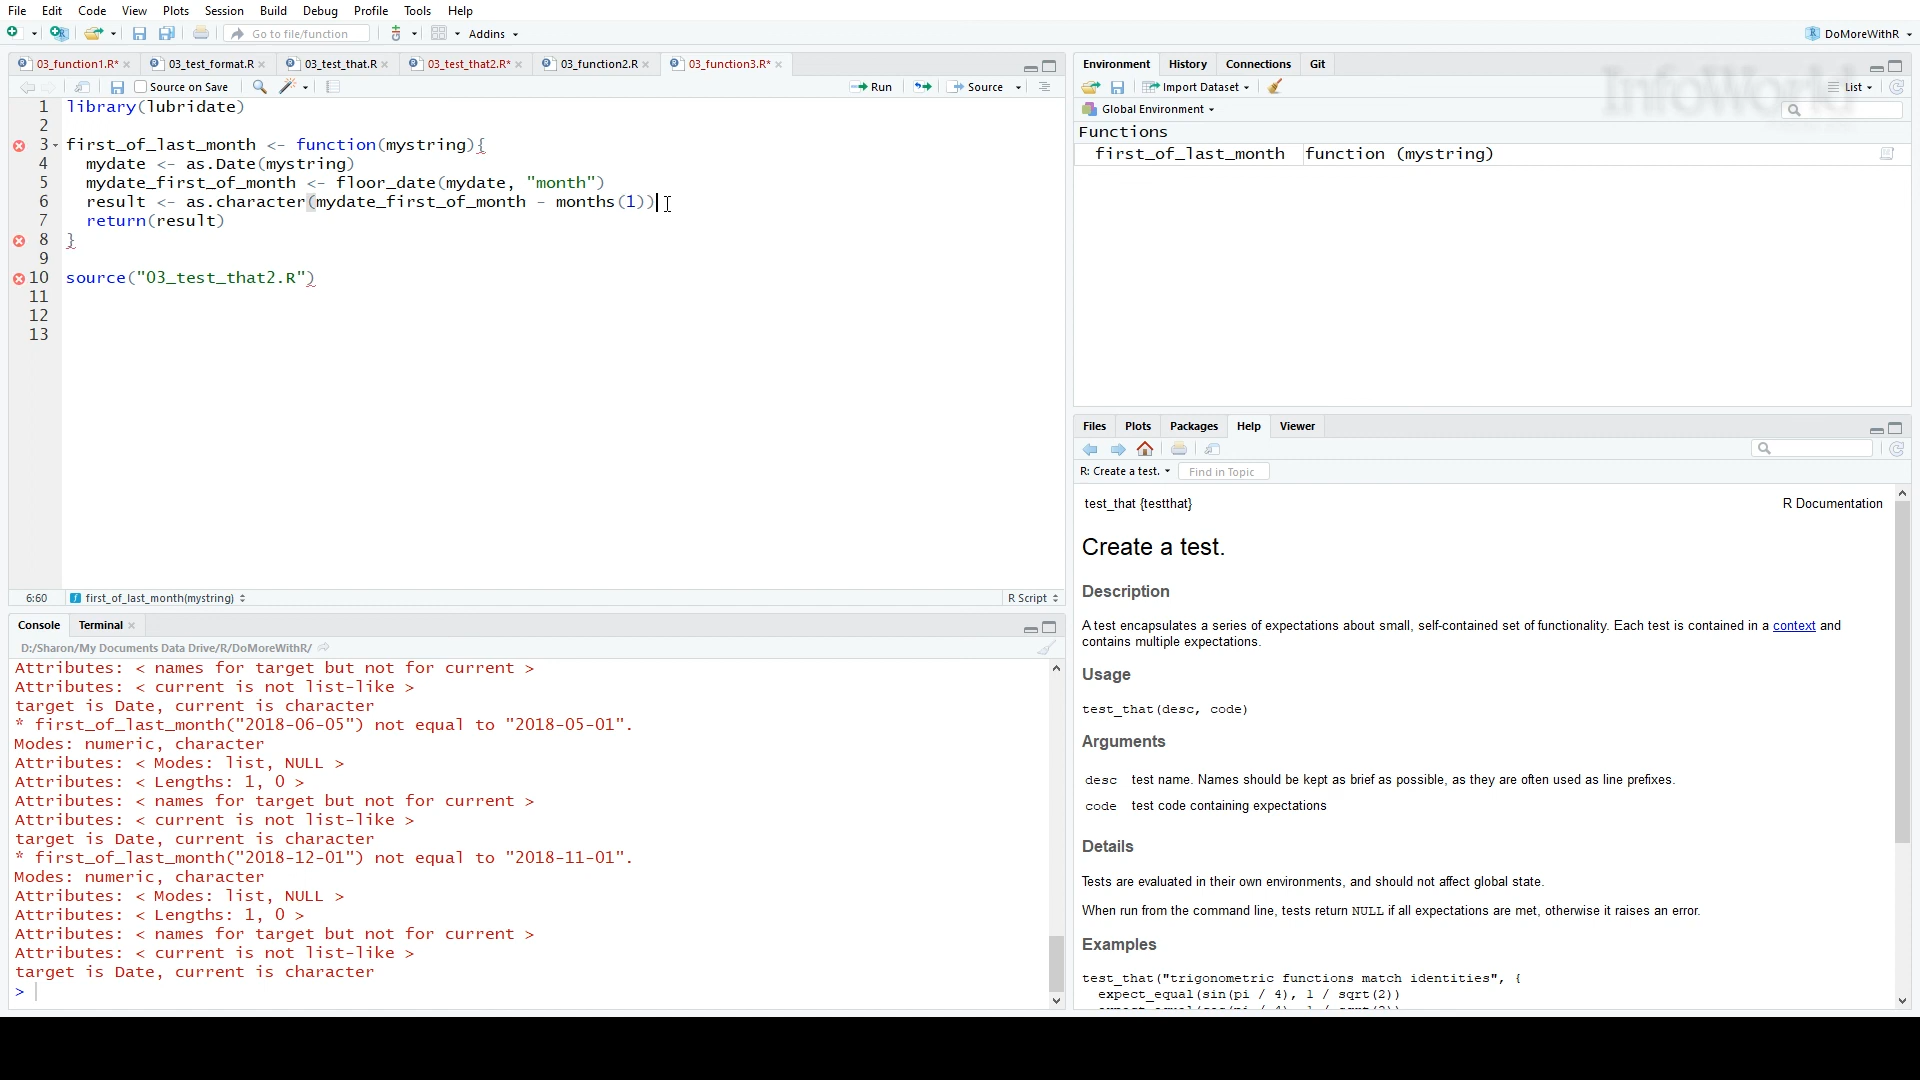 File Edit Code View Plots Session Build Debug Profile Tools Help
Go to file/function Addins DoMoreWithR
03_function1.R* 03_test_format.R 03_test_that.R 03_test_that2.R* 03_function2.R 03_function3.R*
Source on Save Run Source
1 library(lubridate)
2
3 first_of_last_month <- function(mystring){
4 mydate <- as.Date(mystring)
5 mydate_first_of_month <- floor_date(mydate, "month")
6 result <- as.character(mydate_first_of_month - months(1))
7 return(result)
8 }
9
10 source("03_test_that2.R")
11
12
13
6:60 first_of_last_month(mystring) R Script
Console Terminal
D:/Sharon/My Documents Data Drive/R/DoMoreWithR/
Attributes: < names for target but not for current >
Attributes: < current is not list-like >
target is Date, current is character
* first_of_last_month("2018-06-05") not equal to "2018-05-01".
Modes: numeric, character
Attributes: < Modes: list, NULL >
Attributes: < Lengths: 1, 0 >
Attributes: < names for target but not for current >
Attributes: < current is not list-like >
target is Date, current is character
* first_of_last_month("2018-12-01") not equal to "2018-11-01".
Modes: numeric, character
Attributes: < Modes: list, NULL >
Attributes: < Lengths: 1, 0 >
Attributes: < names for target but not for current >
Attributes: < current is not list-like >
target is Date, current is character
>
Environment History Connections Git
InfoWorld
Import Dataset List
Global Environment
Functions
first_of_last_month function (mystring)
Files Plots Packages Help Viewer
R: Create a test. Find in Topic
test_that {testthat} R Documentation
Create a test.
Description
A test encapsulates a series of expectations about small, self-contained set of functionality. Each test is contained in a context and
contains multiple expectations.
Usage
test_that(desc, code)
Arguments
desc test name. Names should be kept as brief as possible, as they are often used as line prefixes.
code test code containing expectations
Details
Tests are evaluated in their own environments, and should not affect global state.
When run from the command line, tests return NULL if all expectations are met, otherwise it raises an error.
Examples
test_that("trigonometric functions match identities", {
expect_equal(sin(pi / 4), 1 / sqrt(2))